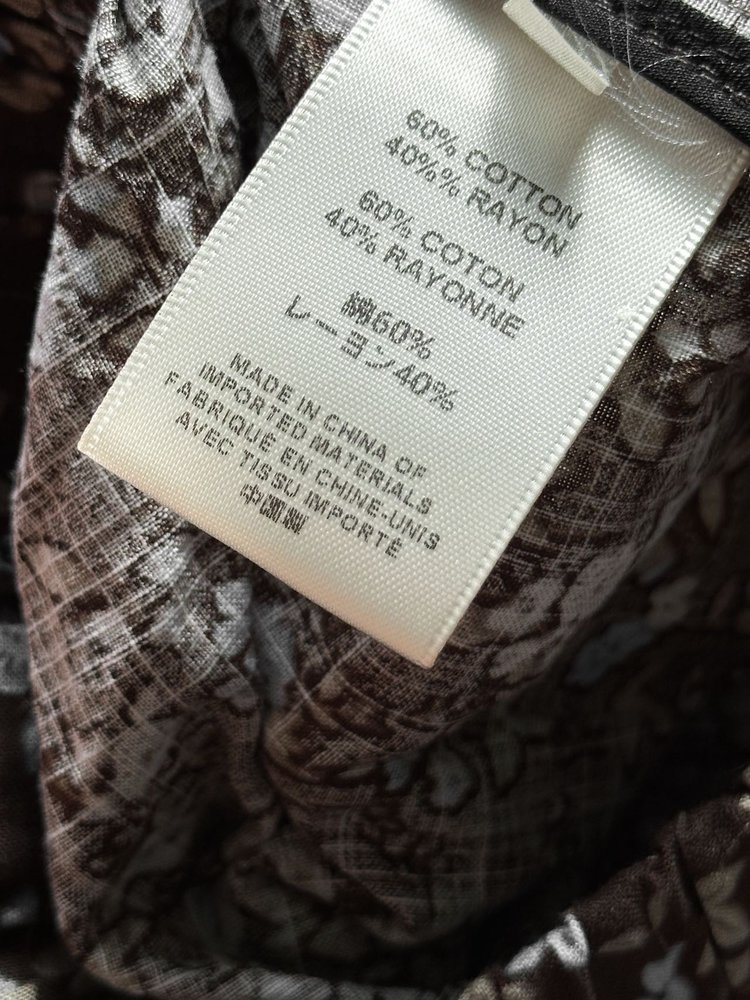 60% COTTON
40%% RAYON
60% COTON
40% RAYONNE
綿60%
レーヨン40%
MADE IN CHINA OF
IMPORTED MATERIALS
FABRIQUE EN CHINE-UNIS
AVEC TISSU IMPORTÉ
中国製